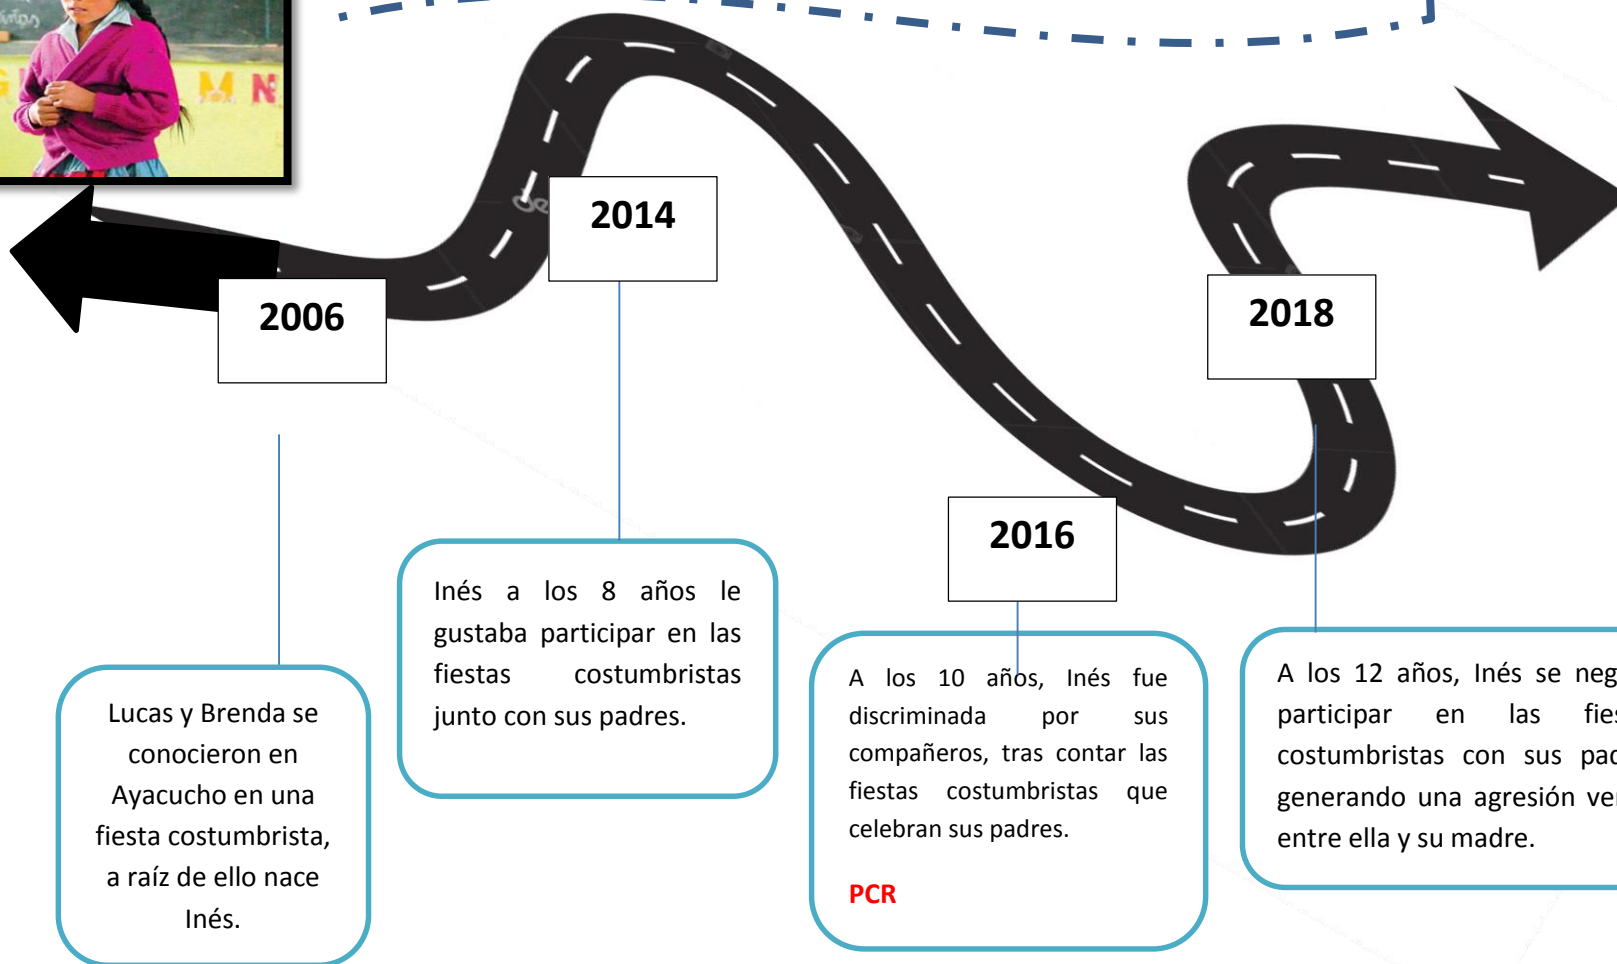 2014
2006
2018
2016
Inés a los 8 años le
gustaba participar en las
fiestas costumbristas
junto con sus padres.
Lucas y Brenda se
conocieron en
Ayacucho en una
fiesta costumbrista,
a raíz de ello nace
Inés.
A los 10 años, Inés fue
discriminada por sus
compañeros, tras contar las
fiestas costumbristas que
celebran sus padres.
PCR
A los 12 años, Inés se neg
participar en las fies
costumbristas con sus pad
generando una agresión ver
entre ella y su madre.
M N